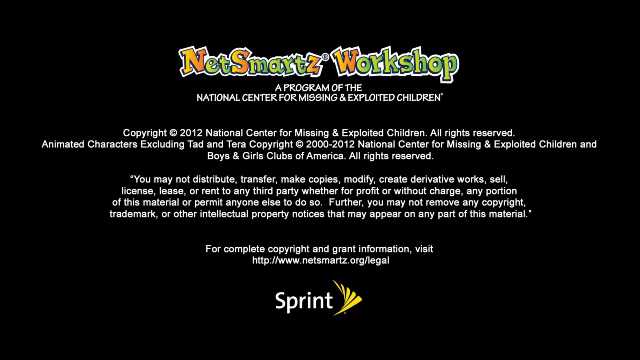 NetSmartz® Workshop
A PROGRAM OF THE
NATIONAL CENTER FOR MISSING & EXPLOITED CHILDREN®
Copyright © 2012 National Center for Missing & Exploited Children. All rights reserved.
Animated Characters Excluding Tad and Tera Copyright © 2000-2012 National Center for Missing & Exploited Children and
Boys & Girls Clubs of America. All rights reserved.
“You may not distribute, transfer, make copies, modify, create derivative works, sell,
license, lease, or rent to any third party whether for profit or without charge, any portion
of this material or permit anyone else to do so. Further, you may not remove any copyright,
trademark, or other intellectual property notices that may appear on any part of this material.”
For complete copyright and grant information, visit
http://www.netsmartz.org/legal
Sprint